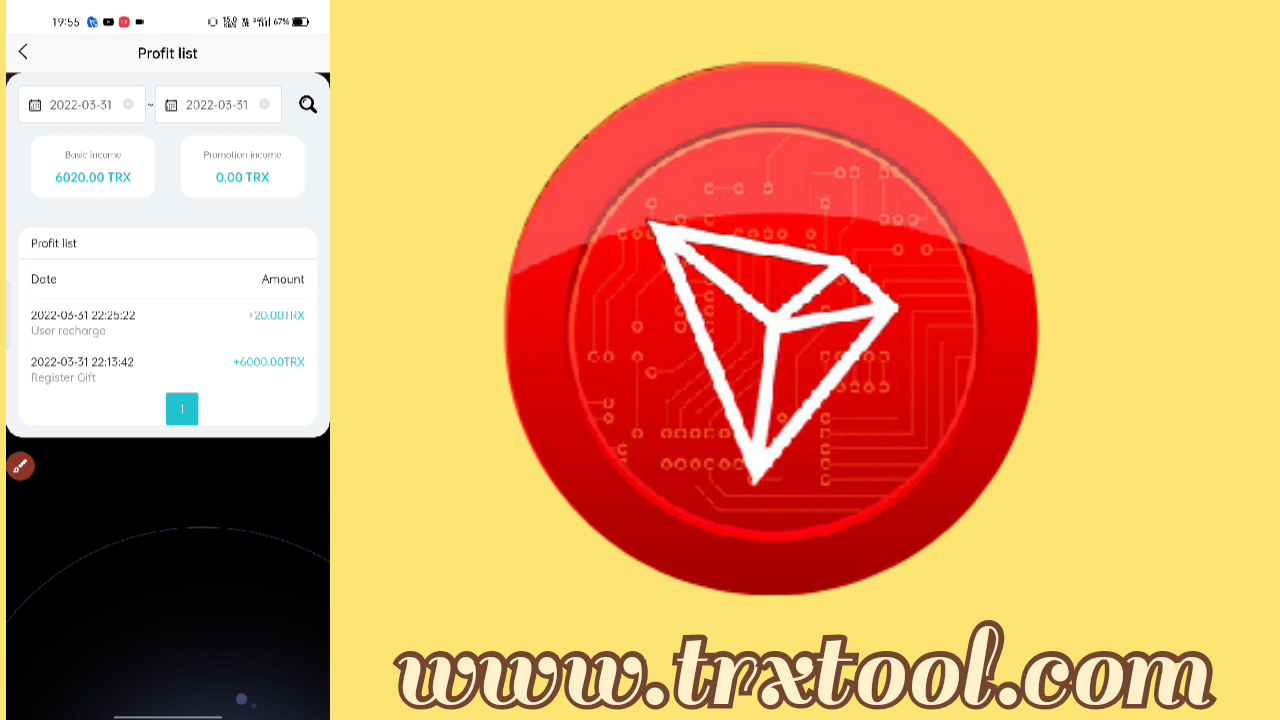 19:55
67%
Profit list
2022-03-31 ~ 2022-03-31
Basic income Promotion income
6020.00 TRX 0.00 TRX
Profit list
Date Amount
2022-03-31 22:25:22 +20.00TRX
User recharge
2022-03-31 22:13:42 +6000.00TRX
Register Gift
1
www.trxtool.com